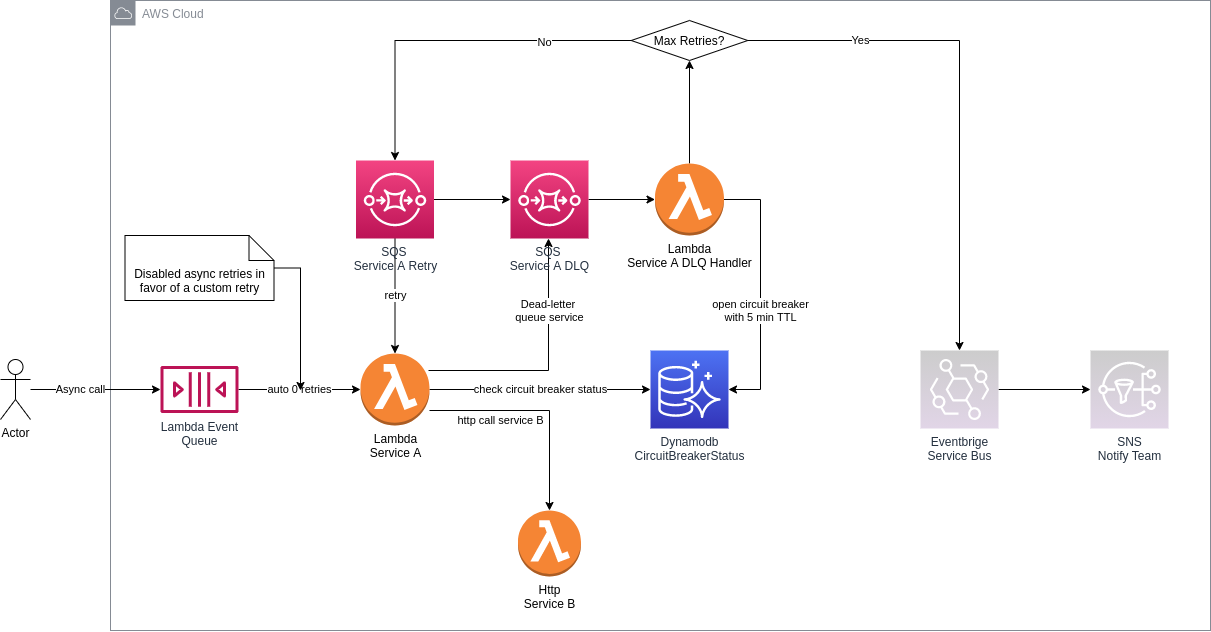 AWS Cloud
No
Max Retries?
Yes
SQS
Service A Retry
SQS
Service A DLQ
Lambda
Service A DLQ Handler
Disabled async retries in
favor of a custom retry
retry
Dead-letter
queue service
open circuit breaker
with 5 min TTL
Async call
auto 0 retries
check circuit breaker status
http call service B
Actor
Lambda Event
Queue
Lambda
Service A
Dynamodb
CircuitBreakerStatus
Eventbrige
Service Bus
SNS
Notify Team
Http
Service B